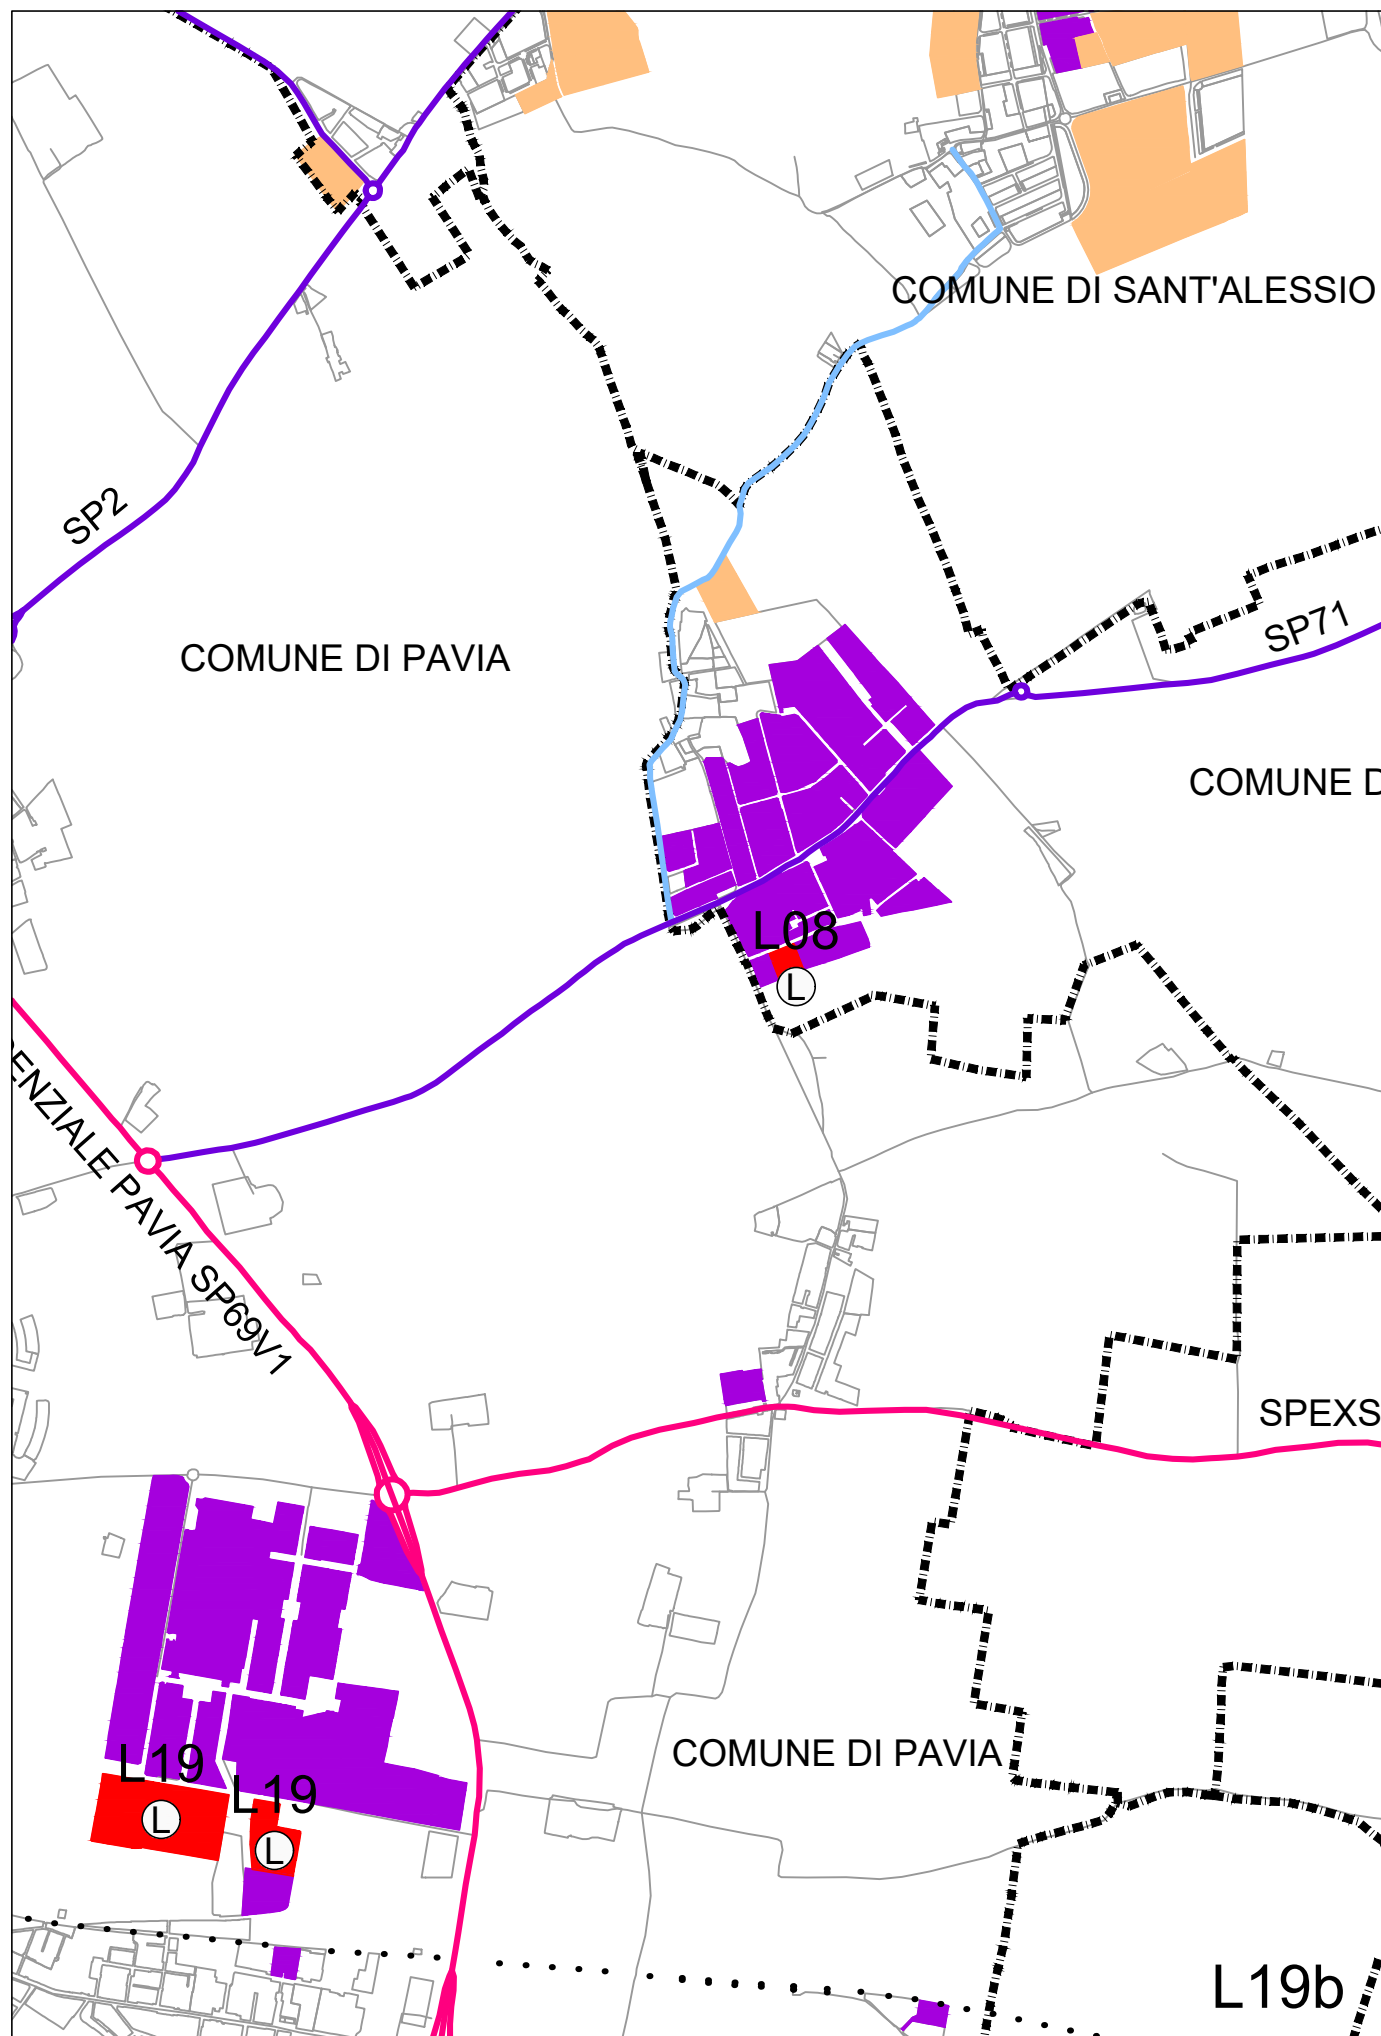 COMUNE DI SANT'ALESSIO
SP2
SP71
COMUNE DI PAVIA
COMUNE D
L08
L
ENZIALE PAVIA SP69V1
SPEXS
COMUNE DI PAVIA
L19
L19
L
L
L19b